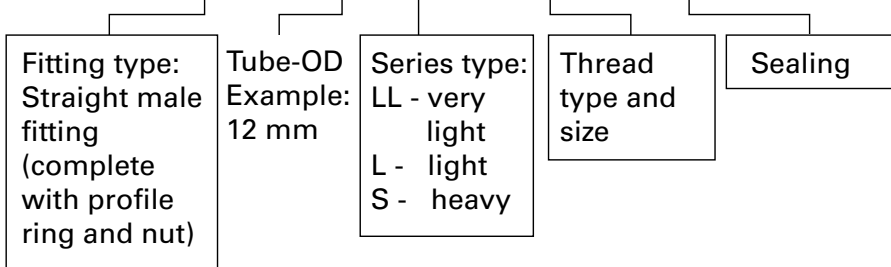 Fitting type:
Straight male
fitting
(complete
with profile
ring and nut)
Tube-OD
Example:
12 mm
Series type:
LL - very
light
L - light
S - heavy
Thread
type and
size
Sealing